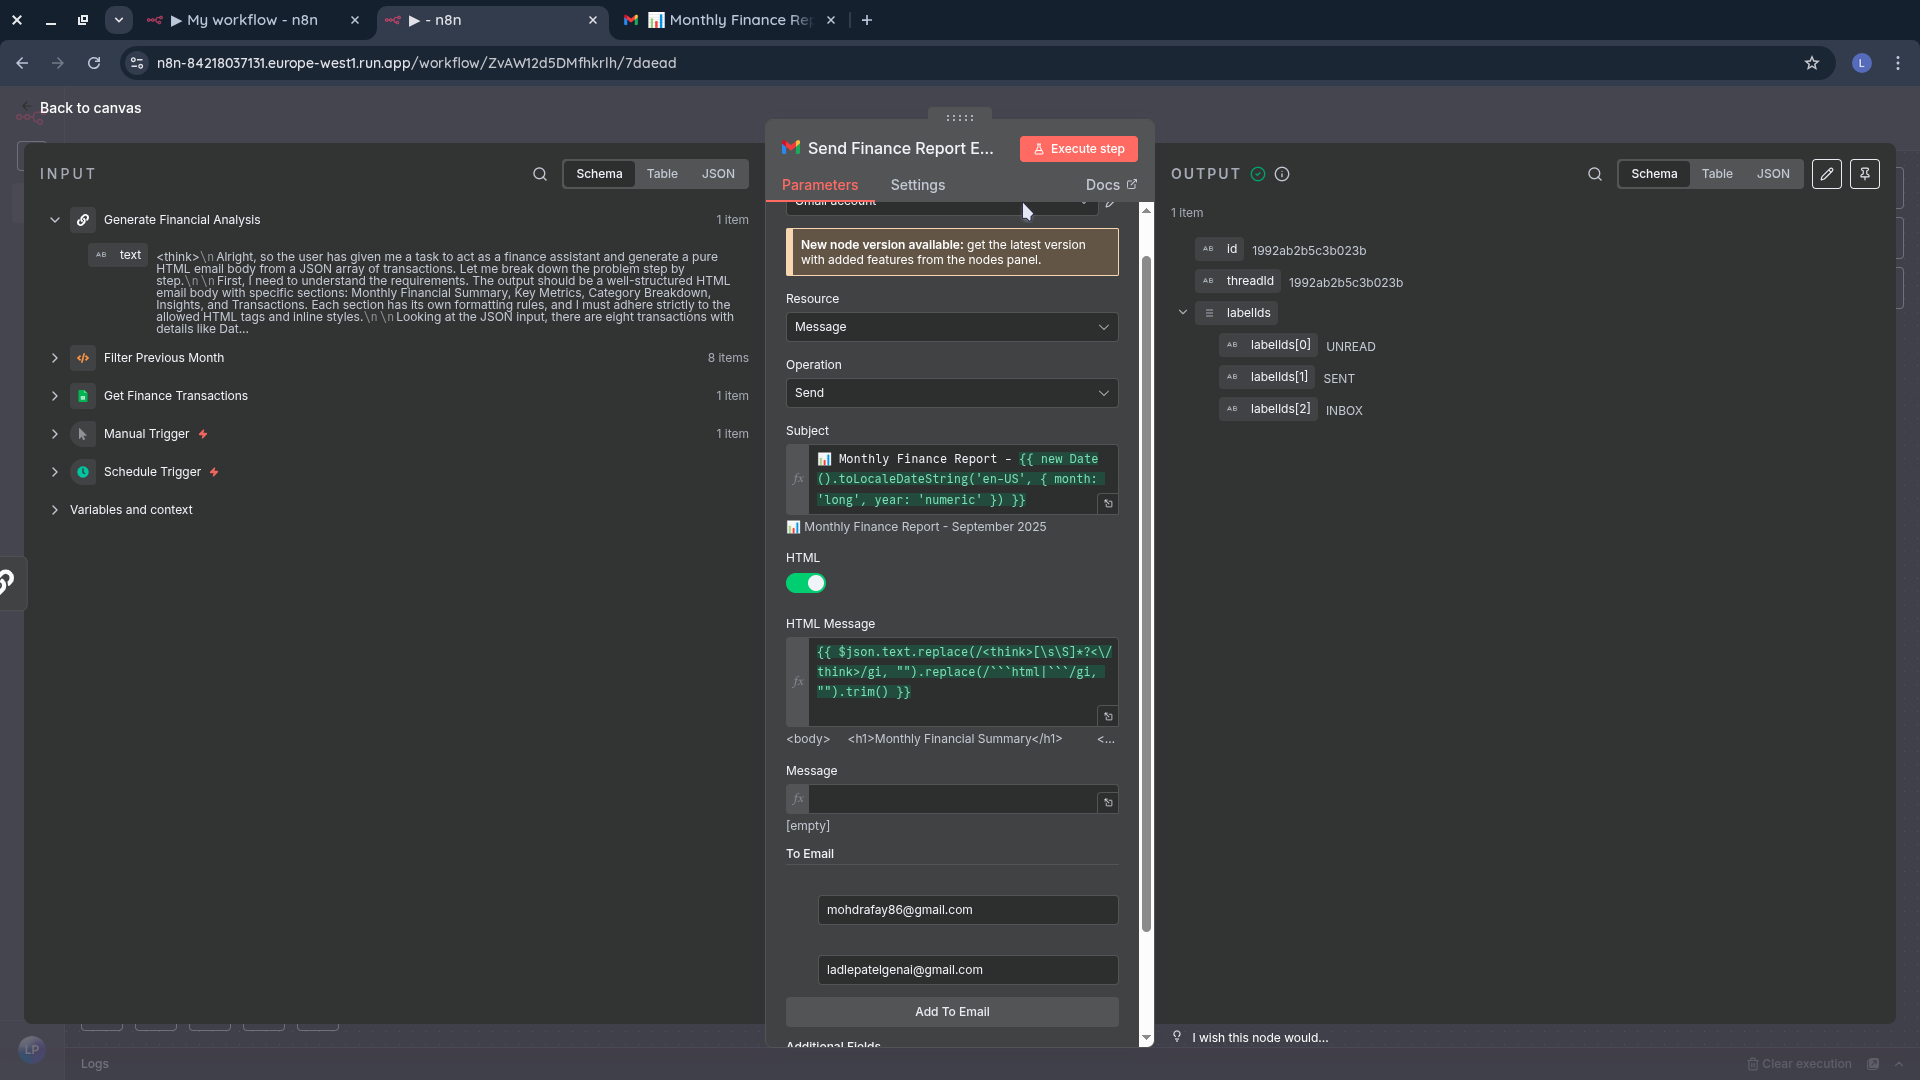 ▶ My workflow - n8n
▶ - n8n
📊 Monthly Finance Rep
n8n-84218037131.europe-west1.run.app/workflow/ZvAW12d5DMfhkrlh/7daead
L
Back to canvas
INPUT
Schema
Table
JSON
Generate Financial Analysis
1 item
AB text
<think>\n Alright, so the user has given me a task to act as a finance assistant and generate a pure
HTML email body from a JSON array of transactions. Let me break down the problem step by
step.\n\n First, I need to understand the requirements. The output should be a well-structured HTML
email body with specific sections: Monthly Financial Summary, Key Metrics, Category Breakdown,
Insights, and Transactions. Each section has its own formatting rules, and I must adhere strictly to the
allowed HTML tags and inline styles.\n \n Looking at the JSON input, there are eight transactions with
details like Dat...
Filter Previous Month
8 items
Get Finance Transactions
1 item
Manual Trigger
1 item
Schedule Trigger
Variables and context
Send Finance Report E...
Execute step
Parameters
Settings
Docs
Gmail account
New node version available: get the latest version
with added features from the nodes panel.
Resource
Message
Operation
Send
Subject
fx
📊 Monthly Finance Report – {{ new Date
().toLocaleDateString('en-US', { month:
'long', year: 'numeric' }) }}
📊 Monthly Finance Report - September 2025
HTML
HTML Message
fx
{{ $json.text.replace(/<think>[\s\S]*?<\/
think>/gi, "").replace(/```html|```/gi,
"").trim() }}
<body> <h1>Monthly Financial Summary</h1> <...
Message
fx
[empty]
To Email
mohdrafay86@gmail.com
ladlepatelgenai@gmail.com
Add To Email
Additional Fields
OUTPUT
Schema
Table
JSON
1 item
AB id 1992ab2b5c3b023b
AB threadId 1992ab2b5c3b023b
labelIds
AB labelIds[0] UNREAD
AB labelIds[1] SENT
AB labelIds[2] INBOX
I wish this node would...
LP
Logs
Clear execution